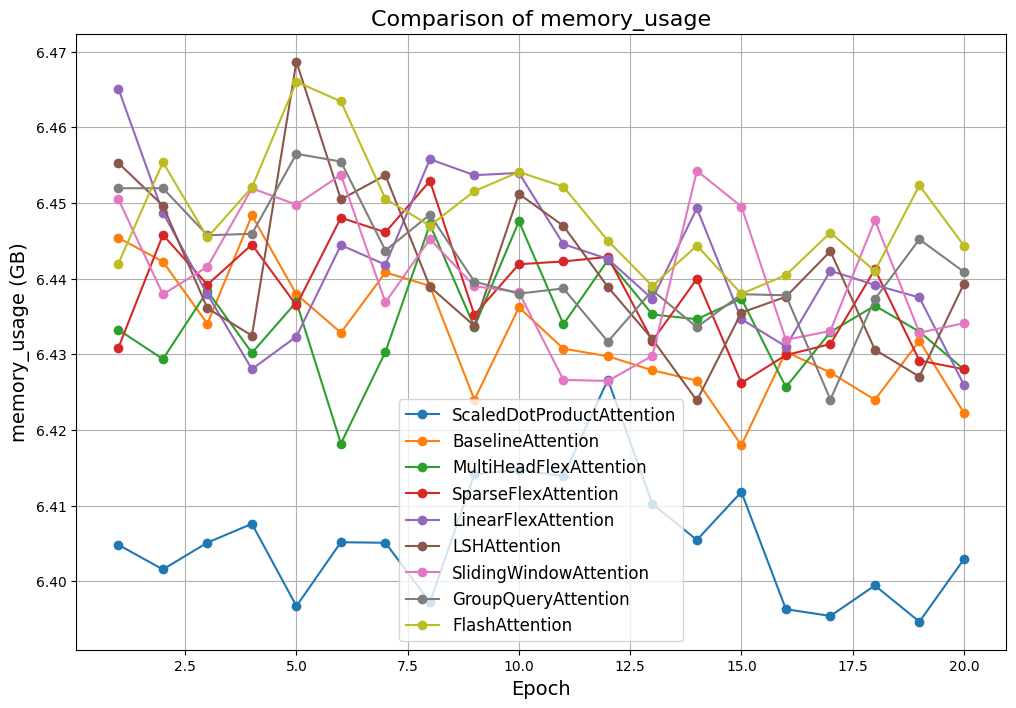 Comparison of memory_usage
memory_usage (GB)
6.47
6.46
6.45
6.44
6.43
6.42
6.41
6.40
ScaledDotProductAttention
BaselineAttention
MultiHeadFlexAttention
SparseFlexAttention
LinearFlexAttention
LSHAttention
SlidingWindowAttention
GroupQueryAttention
FlashAttention
2.5 5.0 7.5 10.0 12.5 15.0 17.5 20.0
Epoch